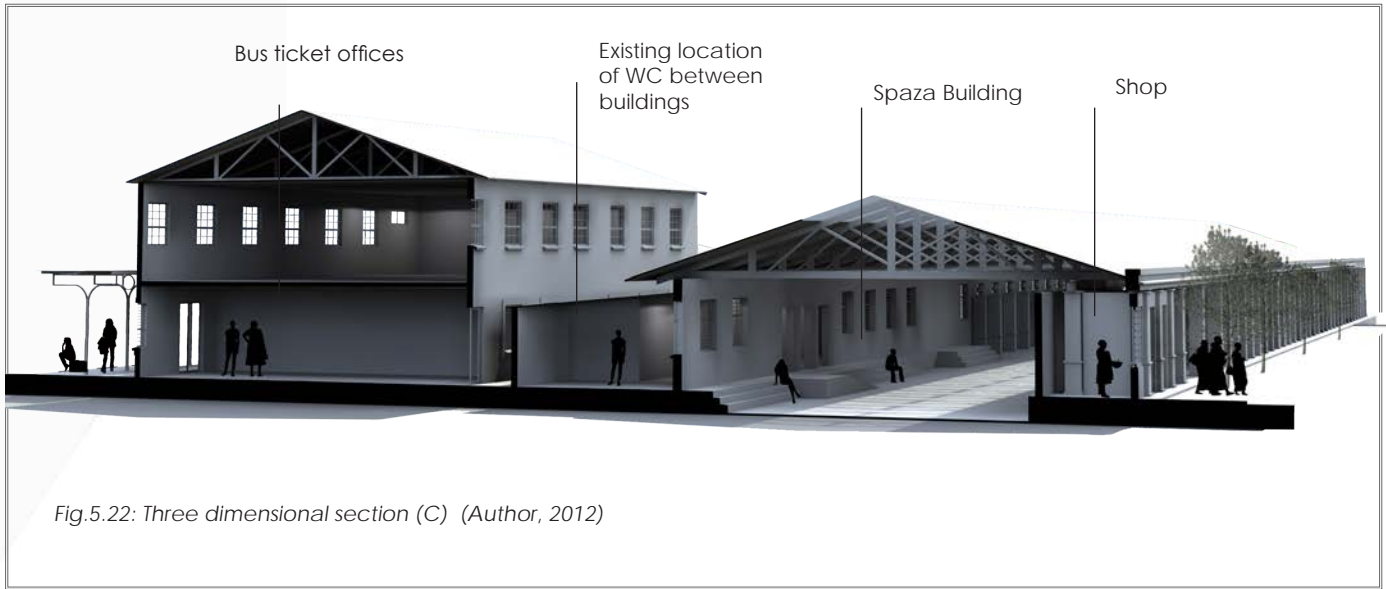 Bus ticket offices
Existing location
of WC between
buildings
Spaza Building
Shop
Fig.5.22: Three dimensional section (C) (Author, 2012)